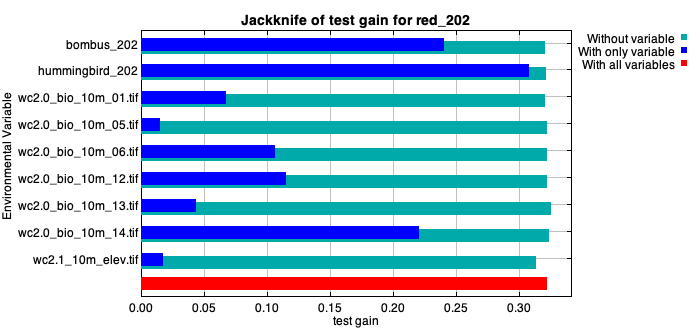 Jackknife of test gain for red_202
Without variable
With only variable
With all variables
Environmental Variable
bombus_202
hummingbird_202
wc2.0_bio_10m_01.tif
wc2.0_bio_10m_05.tif
wc2.0_bio_10m_06.tif
wc2.0_bio_10m_12.tif
wc2.0_bio_10m_13.tif
wc2.0_bio_10m_14.tif
wc2.1_10m_elev.tif
0.00 0.05 0.10 0.15 0.20 0.25 0.30
test gain